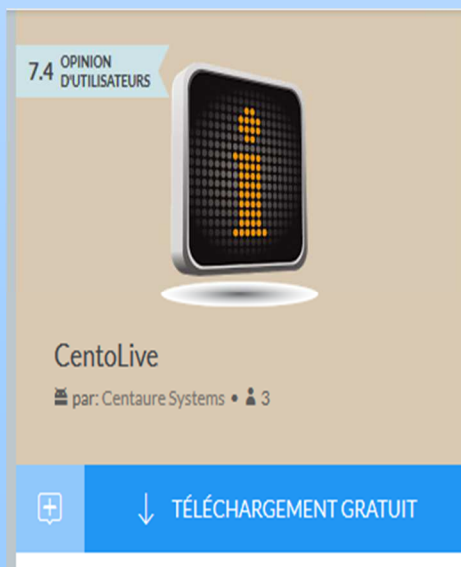 7.4 OPINION
D'UTILISATEURS
i
CentoLive
par: Centaure Systems • 3
TÉLÉCHARGEMENT GRATUIT